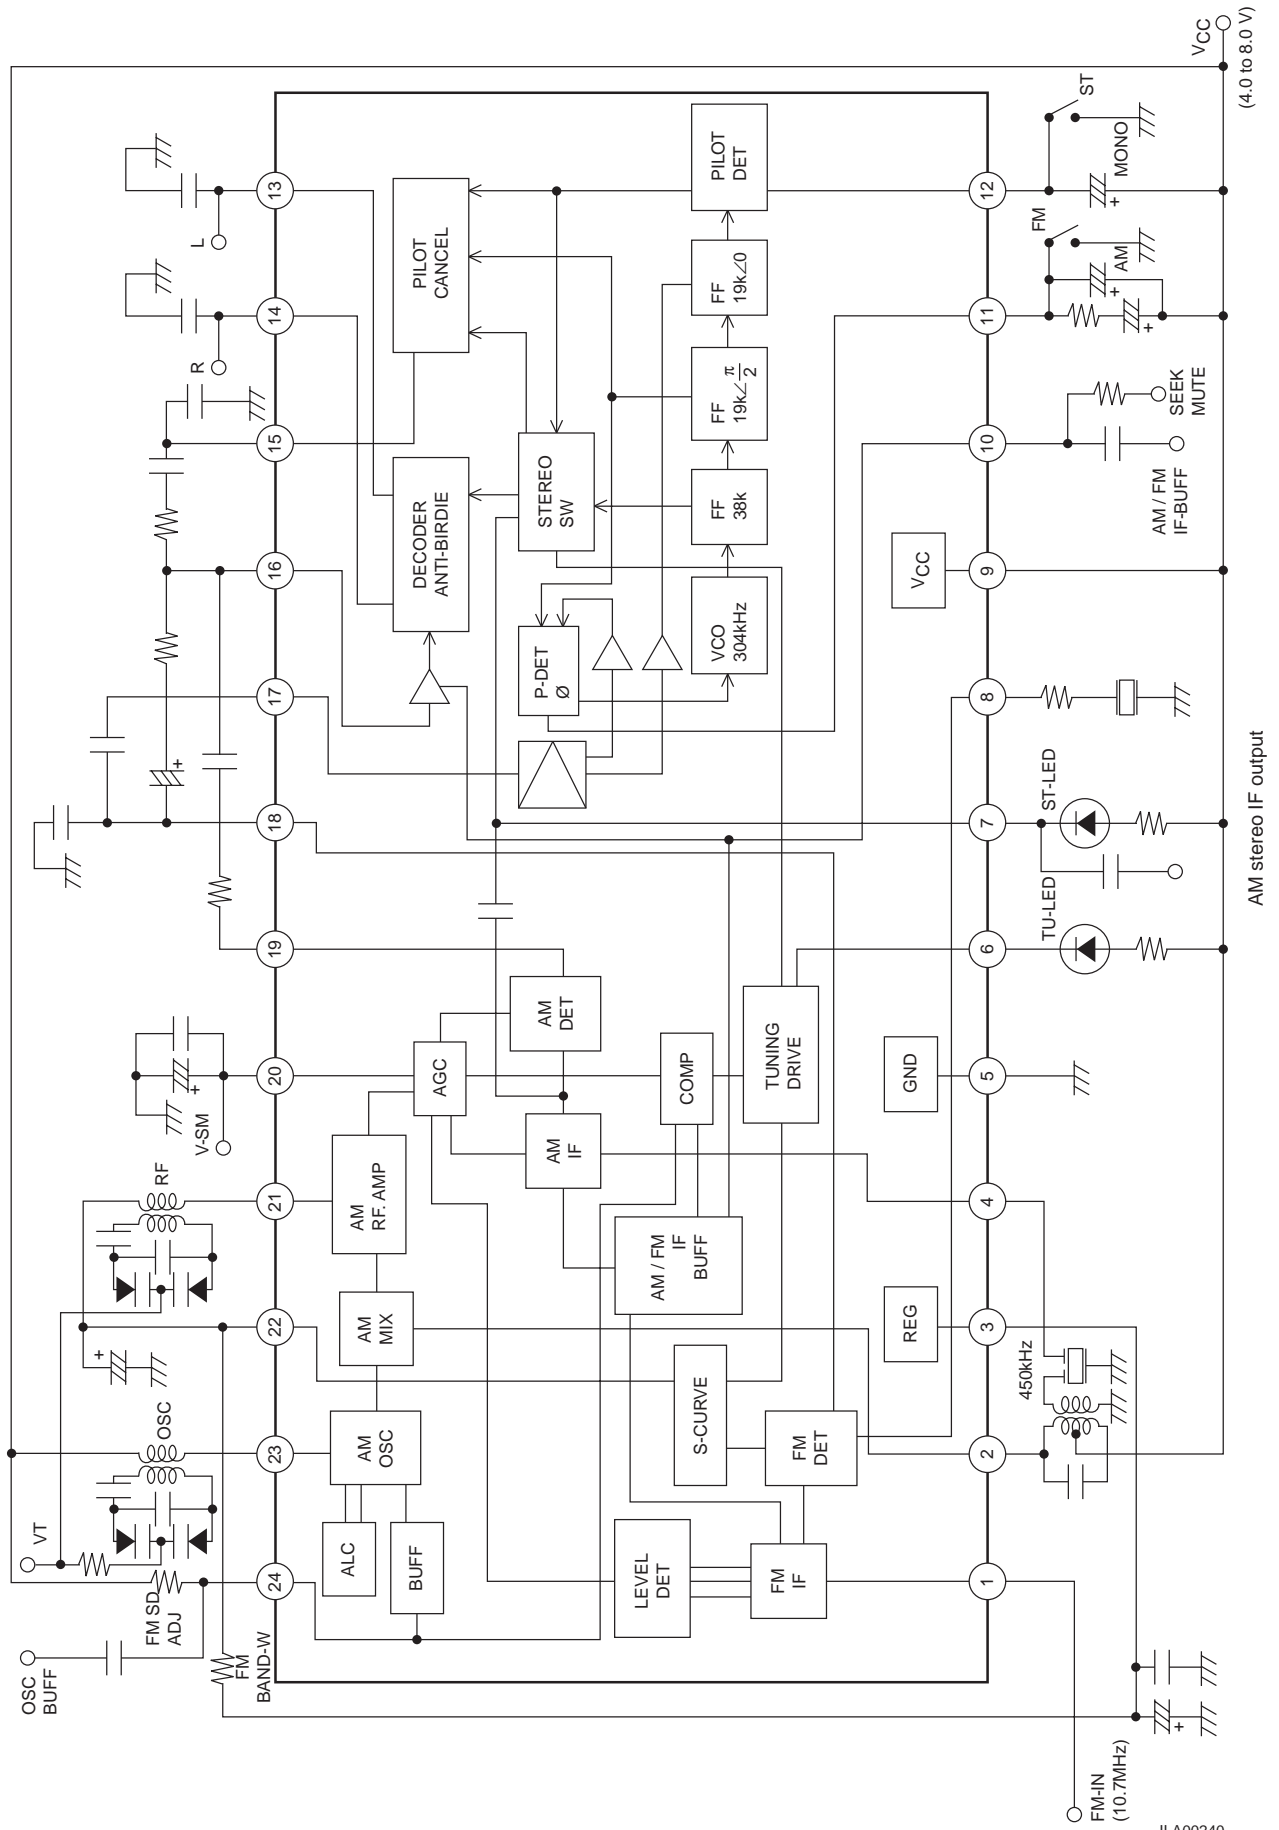 VCC
(4.0 to 8.0 V)
ST
MONO
FM
AM
SEEK
MUTE
AM / FM
IF-BUFF
ST-LED
TU-LED
AM stereo IF output
450kHz
FM-IN
(10.7MHz)
L
R
V-SM
RF
OSC
VT
FM SD
ADJ
OSC
BUFF
FM
BAND-W
13
14
15
16
17
18
19
20
21
22
23
24
12
11
10
9
8
7
6
5
4
3
2
1
PILOT
CANCEL
PILOT
DET
FF
19k∠0
FF
19k∠π/2
FF
38k
VCO
304kHz
STEREO
SW
DECODER
ANTI-BIRDIE
P-DET
Ø
VCC
AM
DET
AGC
COMP
TUNING
DRIVE
GND
AM
IF
AM
RF. AMP
AM / FM
IF
BUFF
AM
MIX
REG
S-CURVE
FM
DET
AM
OSC
ALC
BUFF
LEVEL
DET
FM
IF